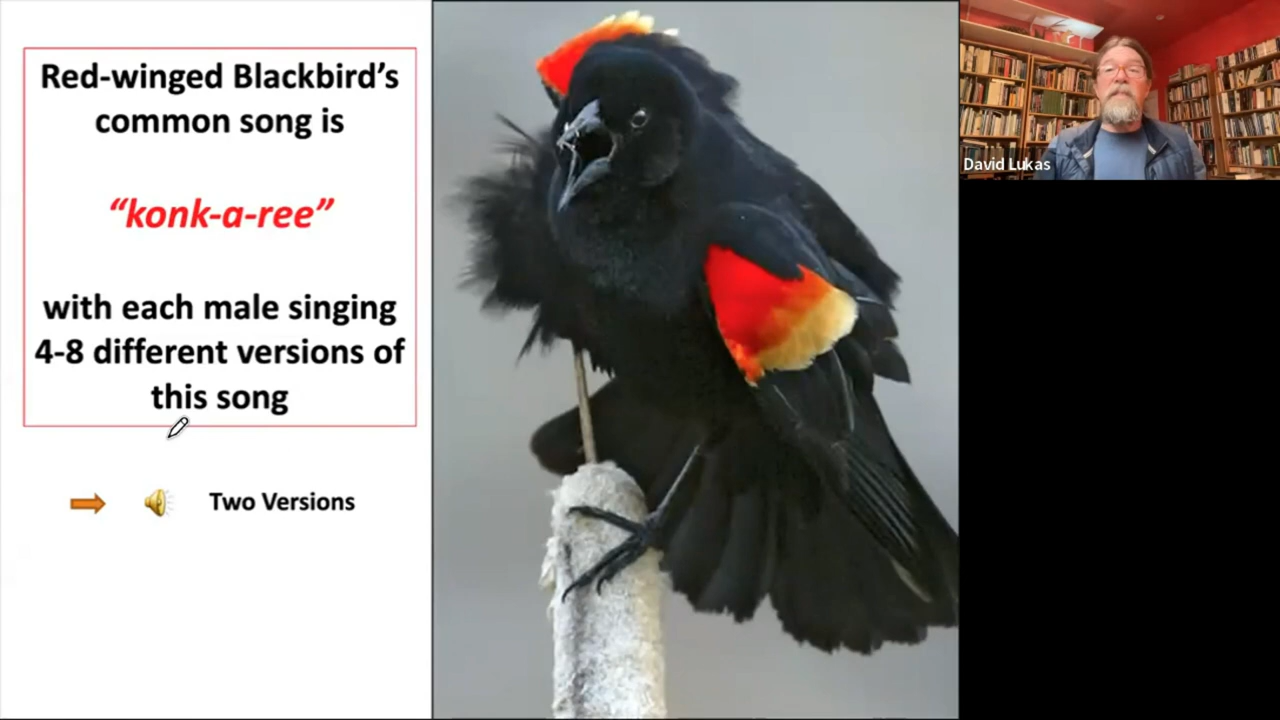 Red-winged Blackbird’s
common song is
“konk-a-ree”
with each male singing
4-8 different versions of
this song
Two Versions
David Lukas